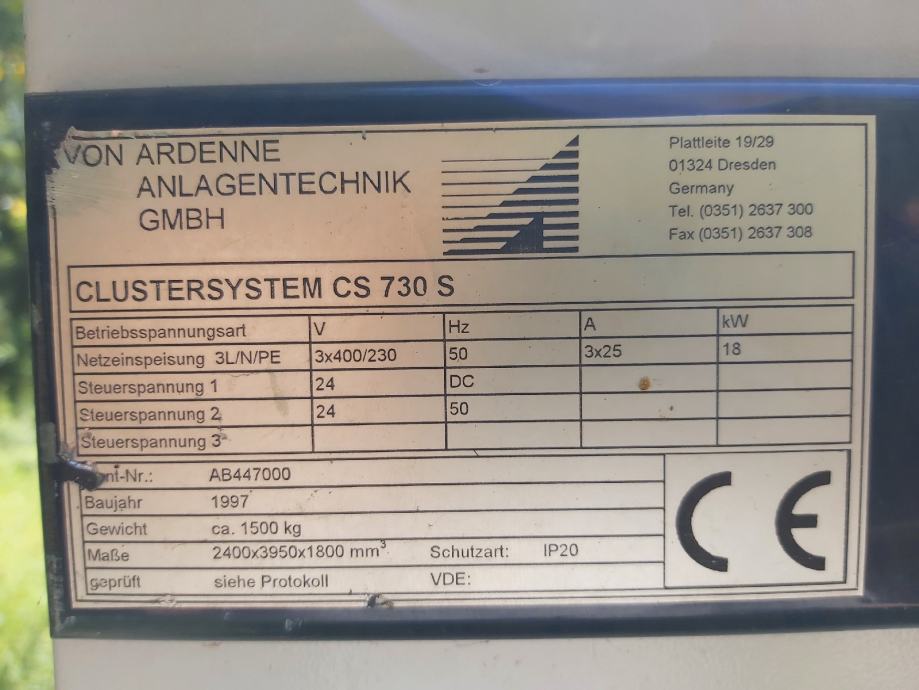 VON ARDENNE
ANLAGENTECHNIK
GMBH
Plattleite 19/29
01324 Dresden
Germany
Tel. (0351) 2637 300
Fax (0351) 2637 308
CLUSTERSYSTEM CS 730 S
Betriebsspannungsart V Hz A kW
Netzeinspeisung 3L/N/PE 3x400/230 50 3x25 18
Steuerspannung 1 24 DC
Steuerspannung 2 24 50
Steuerspannung 3
AB447000
Baujahr 1997
Gewicht ca. 1500 kg
Maße 2400x3950x1800 mm³ Schutzart: IP20
geprüft siehe Protokoll VDE:
CE